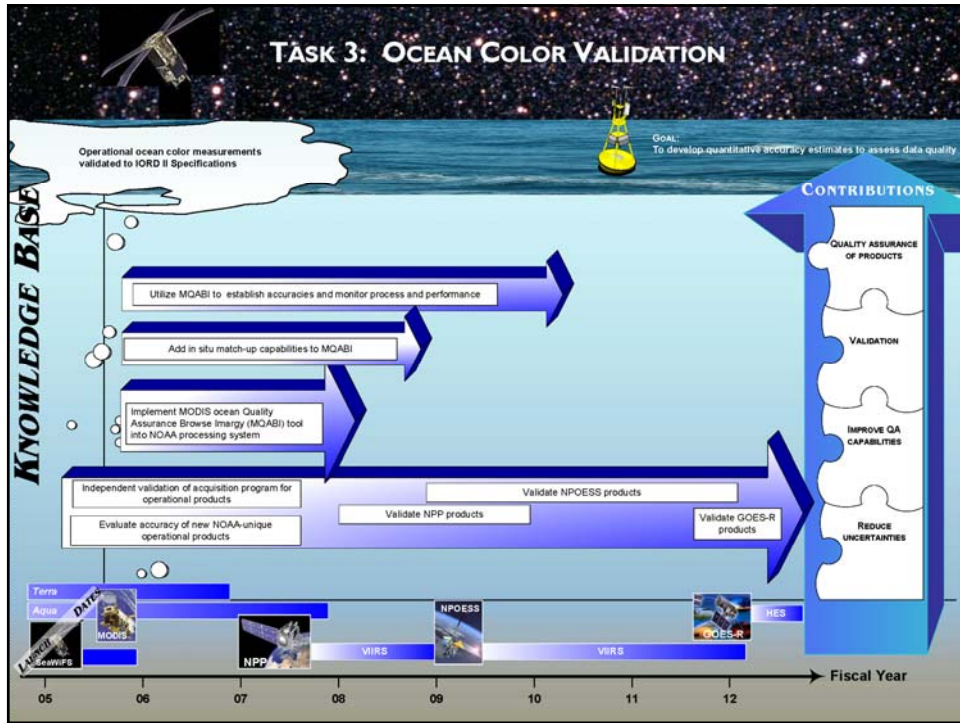 TASK 3: OCEAN COLOR VALIDATION
Operational ocean color measurements
validated to IORD II Specifications
GOAL:
To develop quantitative accuracy estimates to assess data quality
KNOWLEDGE BASE
CONTRIBUTIONS
QUALITY ASSURANCE
OF PRODUCTS
VALIDATION
IMPROVE QA
CAPABILITIES
REDUCE
UNCERTAINTIES
Utilize MQABI to establish accuracies and monitor process and performance
Add in situ match-up capabilities to MQABI
Implement MODIS ocean Quality
Assurance Browse Imargy (MQABI) tool
into NOAA processing system
Independent validation of acquisition program for
operational products
Evaluate accuracy of new NOAA-unique
operational products
Validate NPOESS products
Validate NPP products
Validate GOES-R
products
Terra
Aqua
LAUNCH DATES
SeaWiFS
MODIS
NPP
VIIRS
NPOESS
VIIRS
GOES-R
HES
Fiscal Year
05 06 07 08 09 10 11 12